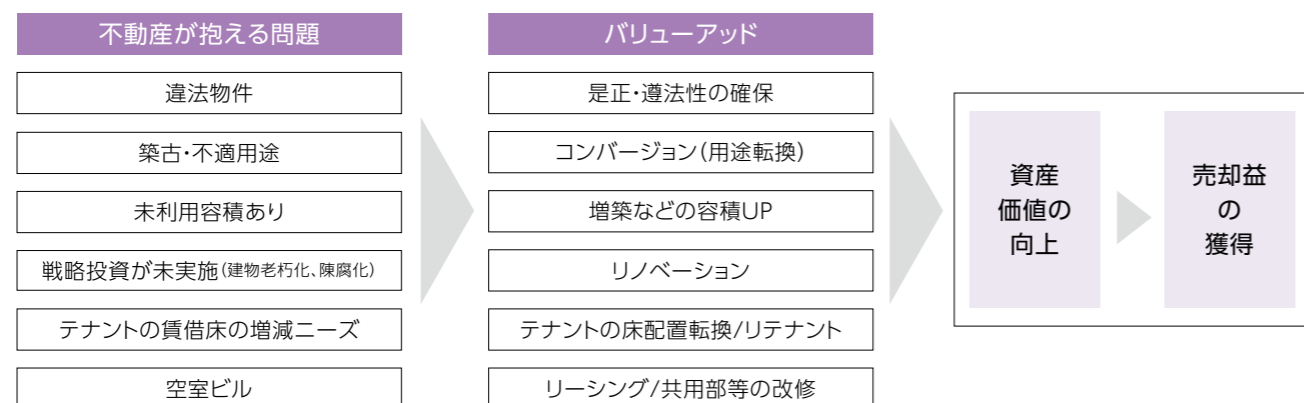 不動産が抱える問題
違法物件
築古・不適用途
未利用容積あり
戦略投資が未実施(建物老朽化、陳腐化)
テナントの賃借床の増減ニーズ
空室ビル
バリューアッド
是正・遵法性の確保
コンバージョン(用途転換)
増築などの容積UP
リノベーション
テナントの床配置転換/リテナント
リーシング/共用部等の改修
資産
価値の
向上
売却益
の
獲得